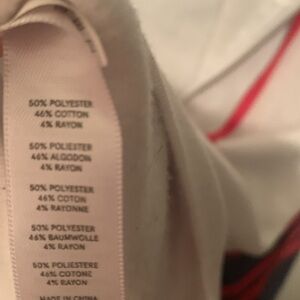 50% POLYESTER
46% COTTON
4% RAYON
50% POLIESTER
46% ALGODON
4% RAYON
50% POLYESTER
46% COTON
4% RAYONNE
50% POLYESTER
46% BAUMWOLLE
4% RAYON
50% POLIESTERE
46% COTONE
4% RAYON
MADE IN CHINA